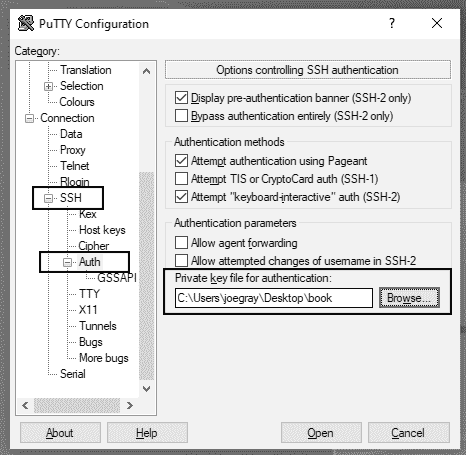 PuTTY Configuration
?
Category:
Translation
Selection
Colours
Connection
Data
Proxy
Telnet
Rlogin
SSH
Kex
Host keys
Cipher
Auth
GSSAPI
TTY
X11
Tunnels
Bugs
More bugs
Serial
Options controlling SSH authentication
Display pre-authentication banner (SSH-2 only)
Bypass authentication entirely (SSH-2 only)
Authentication methods
Attempt authentication using Pageant
Attempt TIS or CryptoCard auth (SSH-1)
Attempt "keyboard-interactive" auth (SSH-2)
Authentication parameters
Allow agent forwarding
Allow attempted changes of username in SSH-2
Private key file for authentication:
C:\Users\joegray\Desktop\book
Browse...
About
Help
Open
Cancel